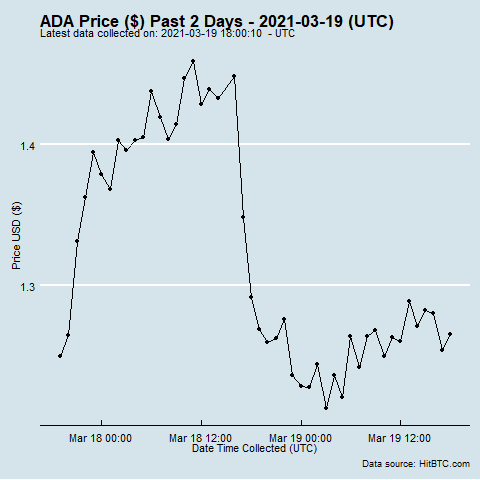 ADA Price ($) Past 2 Days - 2021-03-19 (UTC)
Latest data collected on: 2021-03-19 18:00:10  - UTC
1.4
Price USD ($)
1.3
Mar 18 00:00 Mar 18 12:00 Mar 19 00:00 Mar 19 12:00
Date Time Collected (UTC)
Data source: HitBTC.com